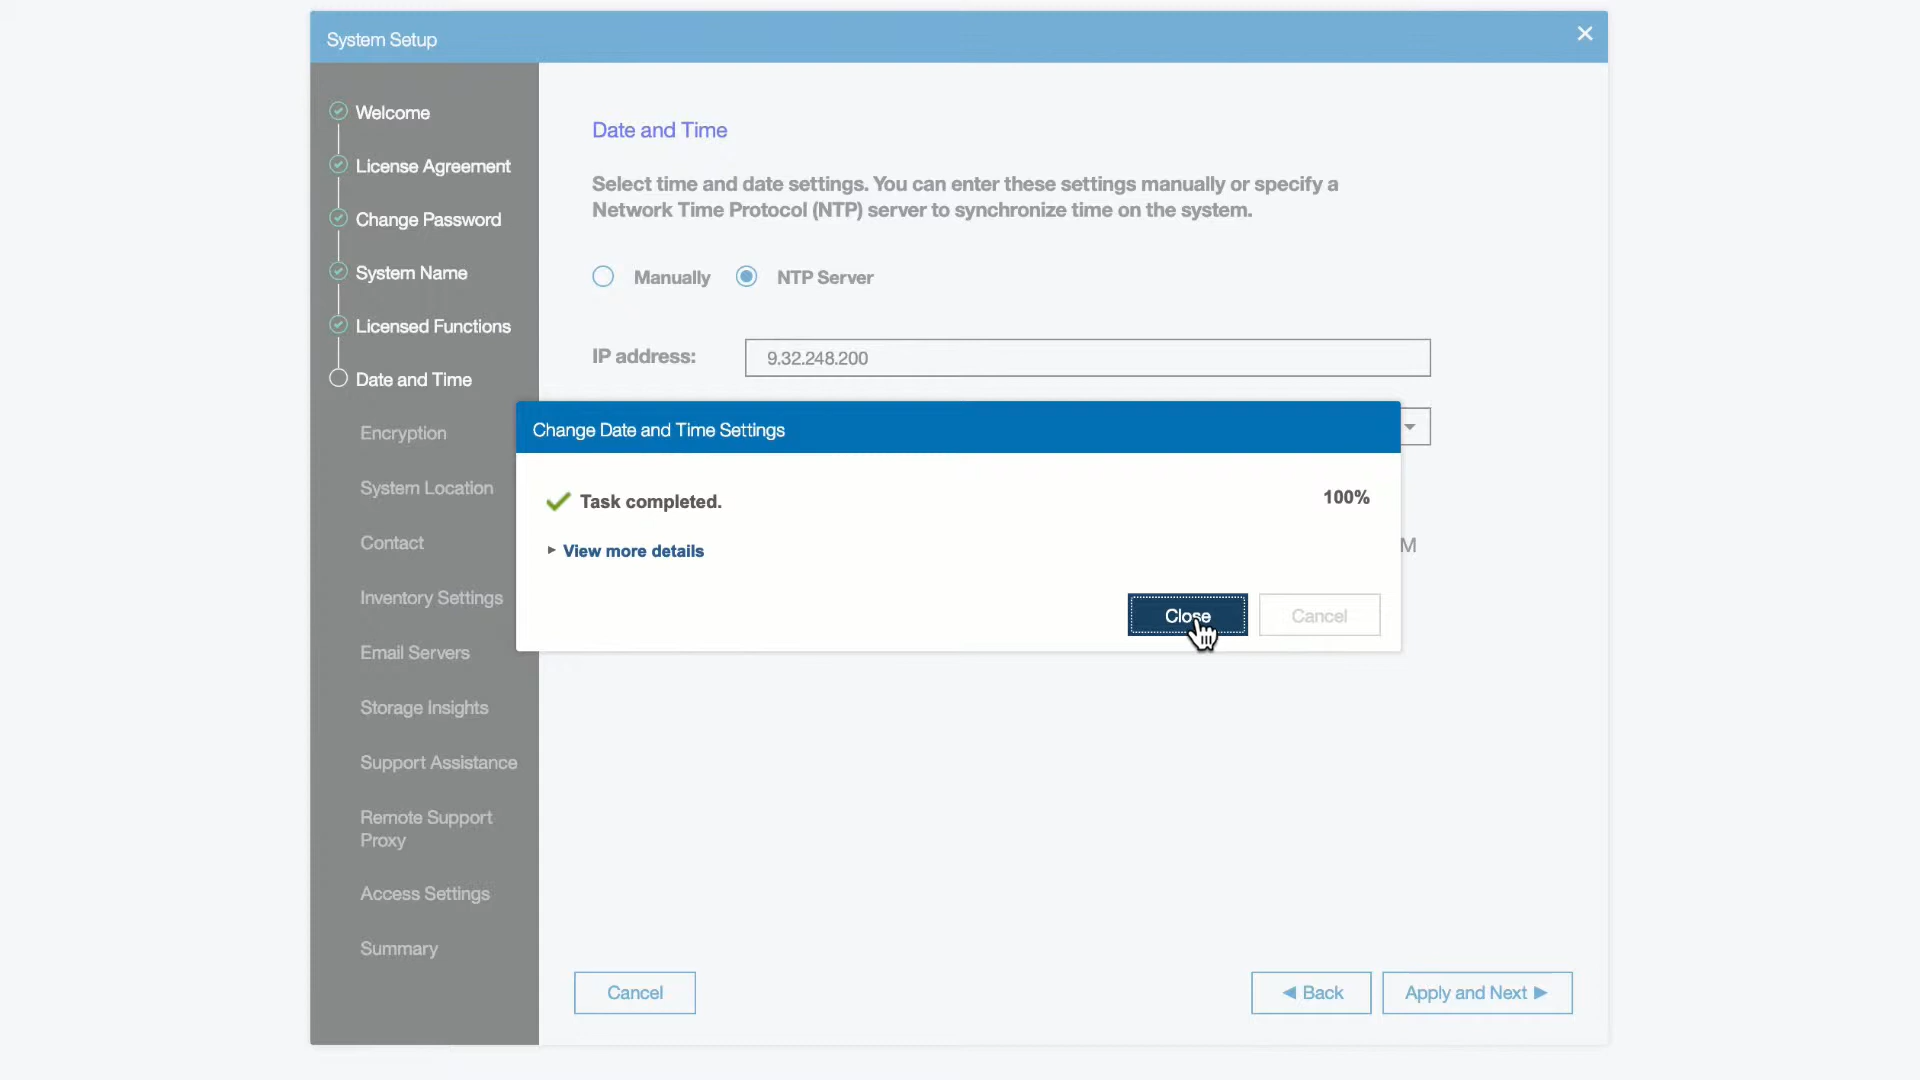 System Setup
Welcome
License Agreement
Change Password
System Name
Licensed Functions
Date and Time
Encryption
System Location
Contact
Inventory Settings
Email Servers
Storage Insights
Support Assistance
Remote Support
Proxy
Access Settings
Summary
Date and Time
Select time and date settings. You can enter these settings manually or specify a
Network Time Protocol (NTP) server to synchronize time on the system.
Manually NTP Server
IP address: 9.32.248.200
Change Date and Time Settings
Task completed. 100%
View more details
M
Close Cancel
Cancel Back Apply and Next